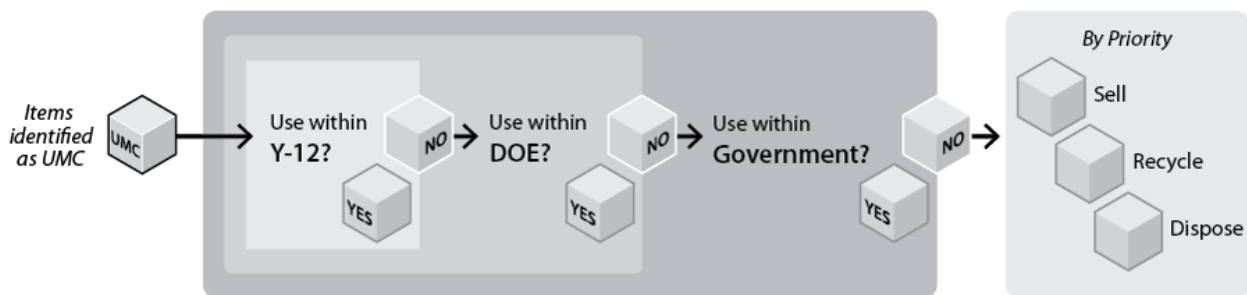 Items
identified
as UMC
UMC
Use within
Y-12?
NO
YES
Use within
DOE?
NO
YES
Use within
Government?
NO
YES
By Priority
Sell
Recycle
Dispose